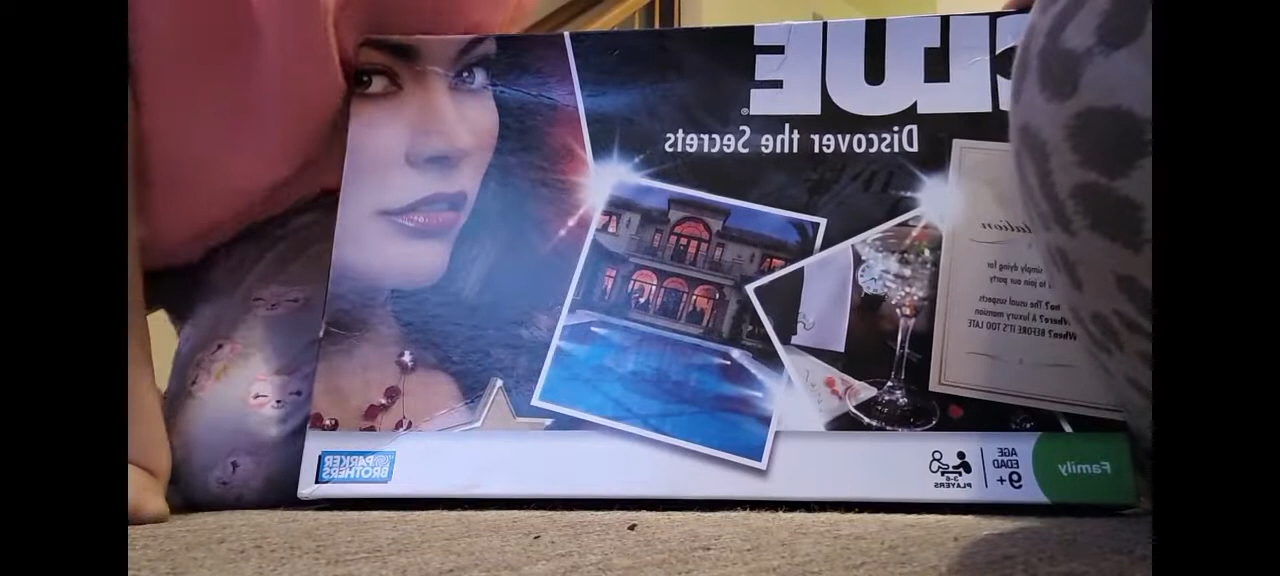 CLUE®
Discover the Secrets
simply dying for
to join our party
The usual suspects
Where? A luxury mansion
When? BEFORE IT'S TOO LATE
Family
AGE
EDAD
9+
3-6
PLAYERS
PARKER
BROTHERS